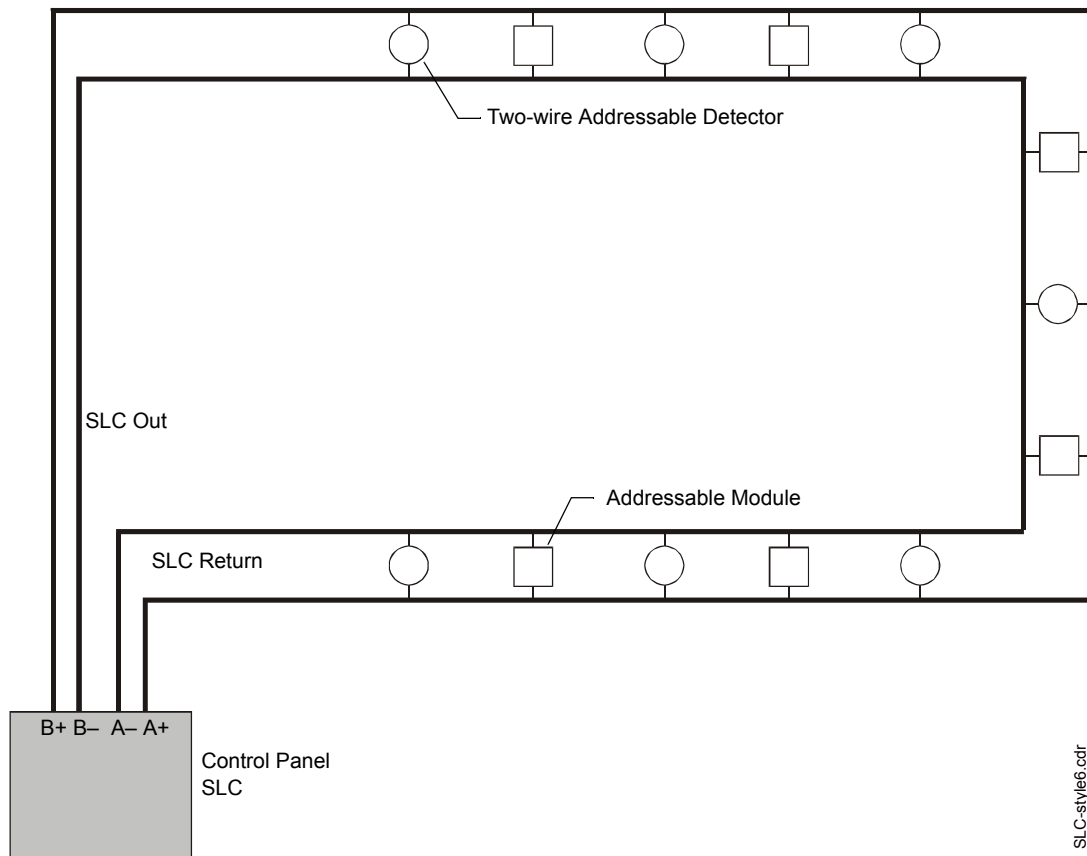 Two-wire Addressable Detector
SLC Out
Addressable Module
SLC Return
B+ B– A– A+
Control Panel
SLC
SLC-style6.cdr